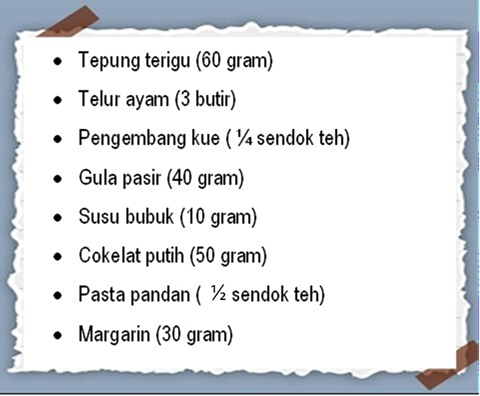 • Tepung terigu (60 gram)
• Telur ayam (3 butir)
• Pengembang kue ( ¼ sendok teh)
• Gula pasir (40 gram)
• Susu bubuk (10 gram)
• Cokelat putih (50 gram)
• Pasta pandan ( ½ sendok teh)
• Margarin (30 gram)